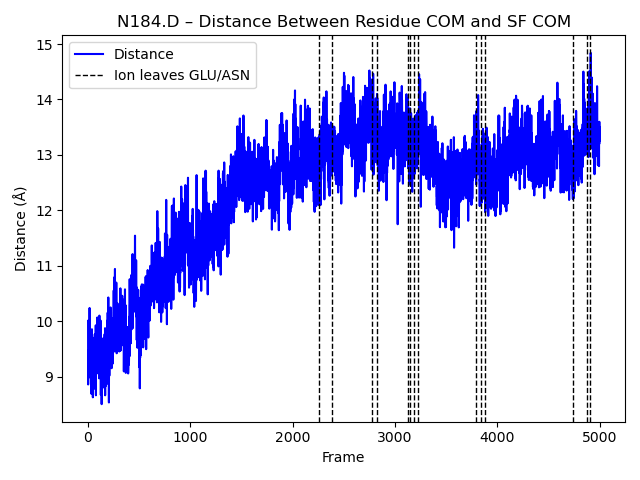 N184.D – Distance Between Residue COM and SF COM
Distance
Ion leaves GLU/ASN
15
14
13
12
11
10
9
Distance (Å)
0 1000 2000 3000 4000 5000
Frame